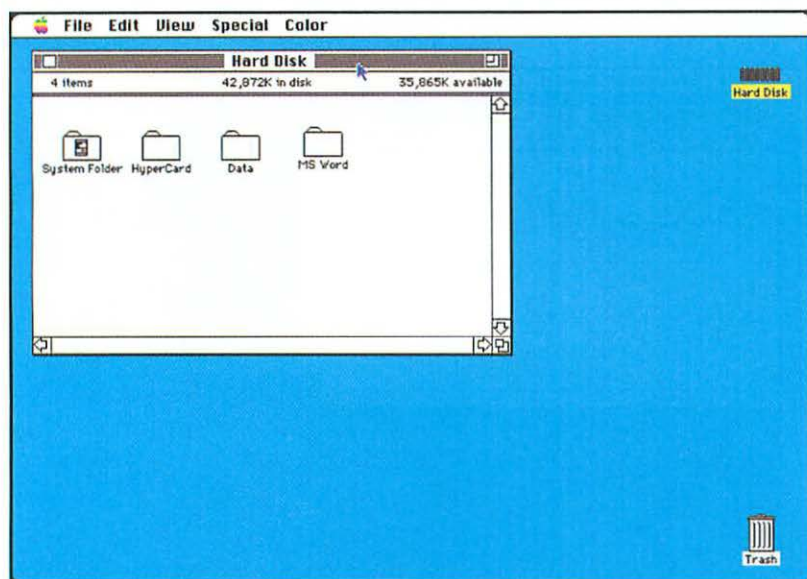 File Edit View Special Color
Hard Disk
4 items 42,872K in disk 35,865K available
Hard Disk
System Folder HyperCard Data MS Word
Trash